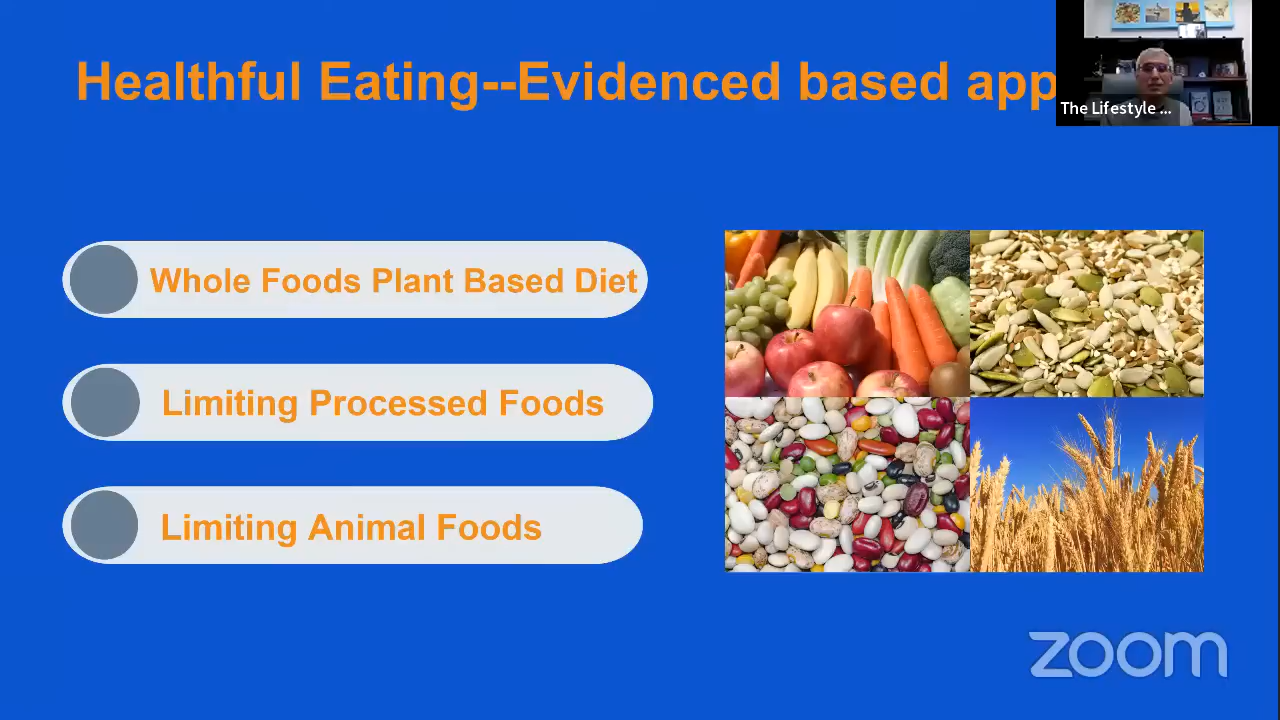 Healthful Eating--Evidenced based app
The Lifestyle ...
Whole Foods Plant Based Diet
Limiting Processed Foods
Limiting Animal Foods
zoom